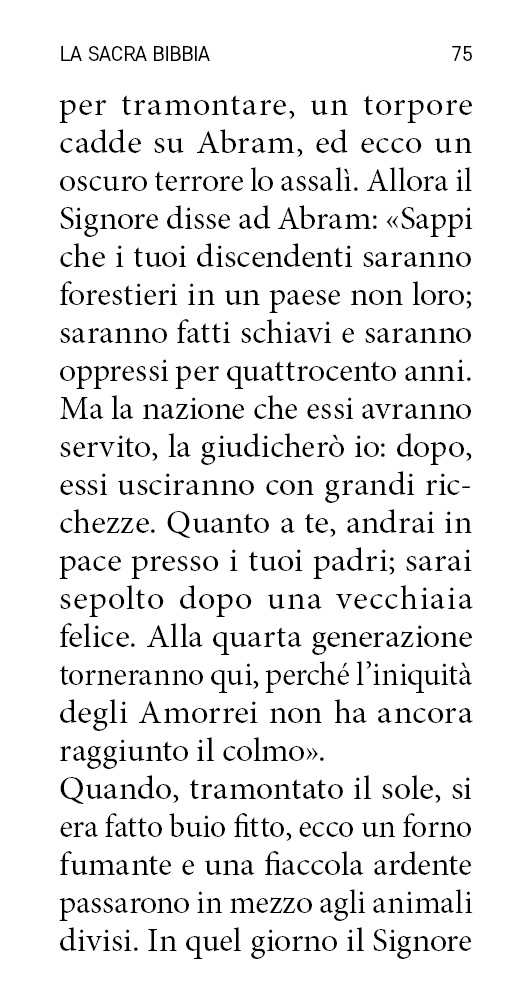 LA SACRA BIBBIA 75
per tramontare, un torpore
cadde su Abram, ed ecco un
oscuro terrore lo assalì. Allora il
Signore disse ad Abram: «Sappi
che i tuoi discendenti saranno
forestieri in un paese non loro;
saranno fatti schiavi e saranno
oppressi per quattrocento anni.
Ma la nazione che essi avranno
servito, la giudicherò io: dopo,
essi usciranno con grandi ric-
chezze. Quanto a te, andrai in
pace presso i tuoi padri; sarai
sepolto dopo una vecchiaia
felice. Alla quarta generazione
torneranno qui, perché l’iniquità
degli Amorrei non ha ancora
raggiunto il colmo».
Quando, tramontato il sole, si
era fatto buio fitto, ecco un forno
fumante e una fiaccola ardente
passarono in mezzo agli animali
divisi. In quel giorno il Signore